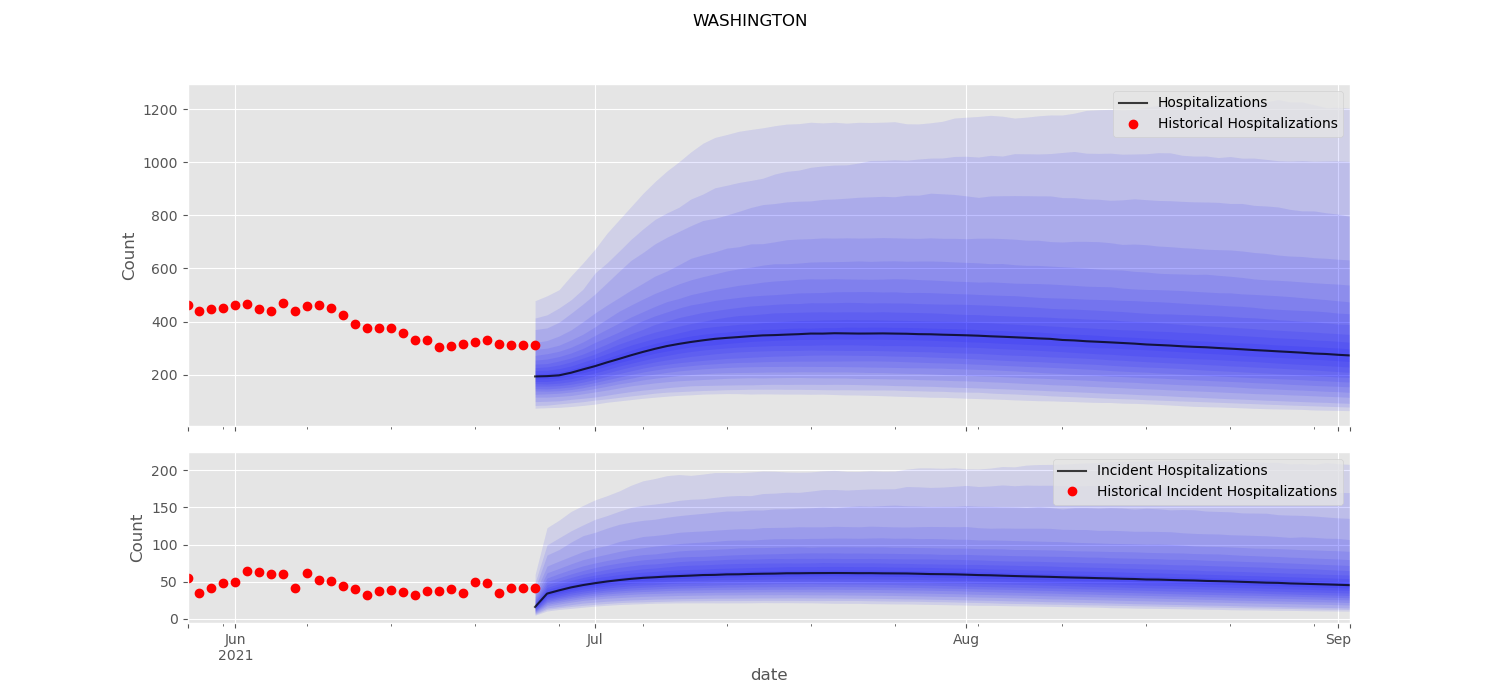 WASHINGTON
Count
1200
1000
800
600
400
200
Hospitalizations
Historical Hospitalizations
Count
200
150
100
50
0
Incident Hospitalizations
Historical Incident Hospitalizations
Jun
2021
Jul
Aug
Sep
date